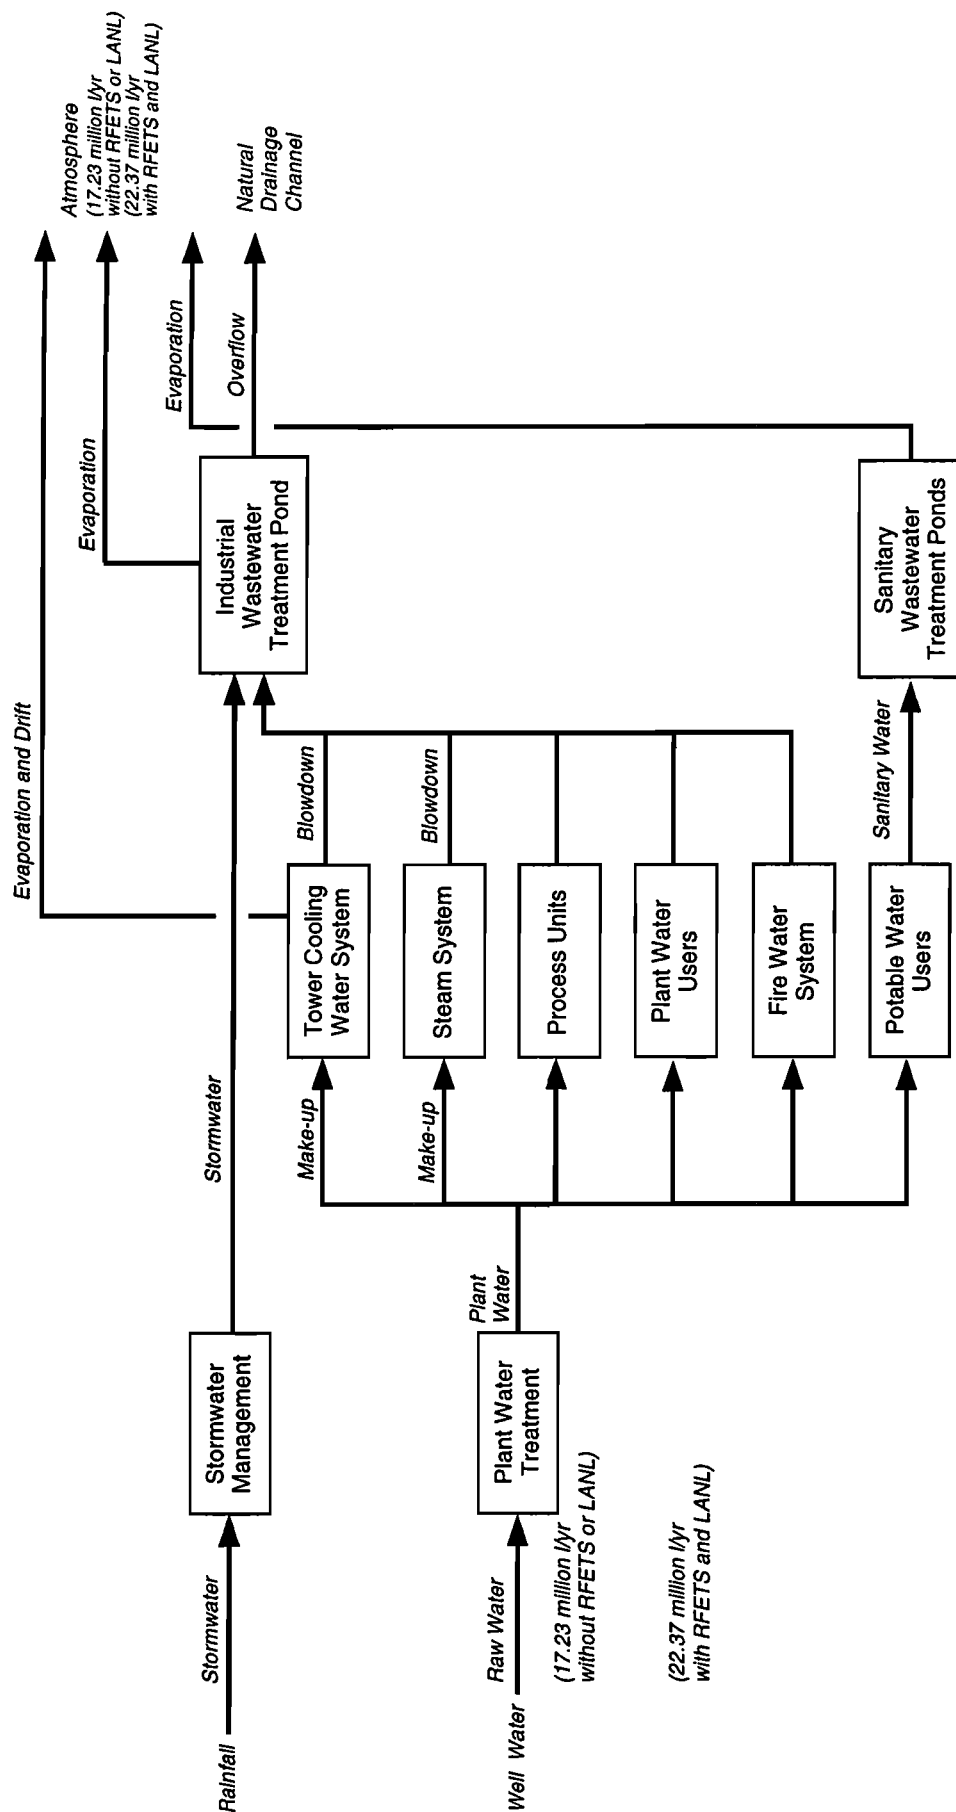 Evaporation and Drift
Atmosphere
(17.23 million l/yr
without RFETS or LANL)
(22.37 million l/yr
with RFETS and LANL)
Evaporation
Evaporation
Natural
Drainage
Channel
Overflow
Rainfall
Stormwater
Stormwater
Management
Stormwater
Industrial
Wastewater
Treatment Pond
Make-up
Tower Cooling
Water System
Blowdown
Make-up
Steam System
Blowdown
Well Water
Raw Water
(17.23 million l/yr
without RFETS or LANL)
(22.37 million l/yr
with RFETS and LANL)
Plant Water
Treatment
Plant
Water
Process Units
Plant Water
Users
Fire Water
System
Potable Water
Users
Sanitary Water
Sanitary
Wastewater
Treatment Ponds